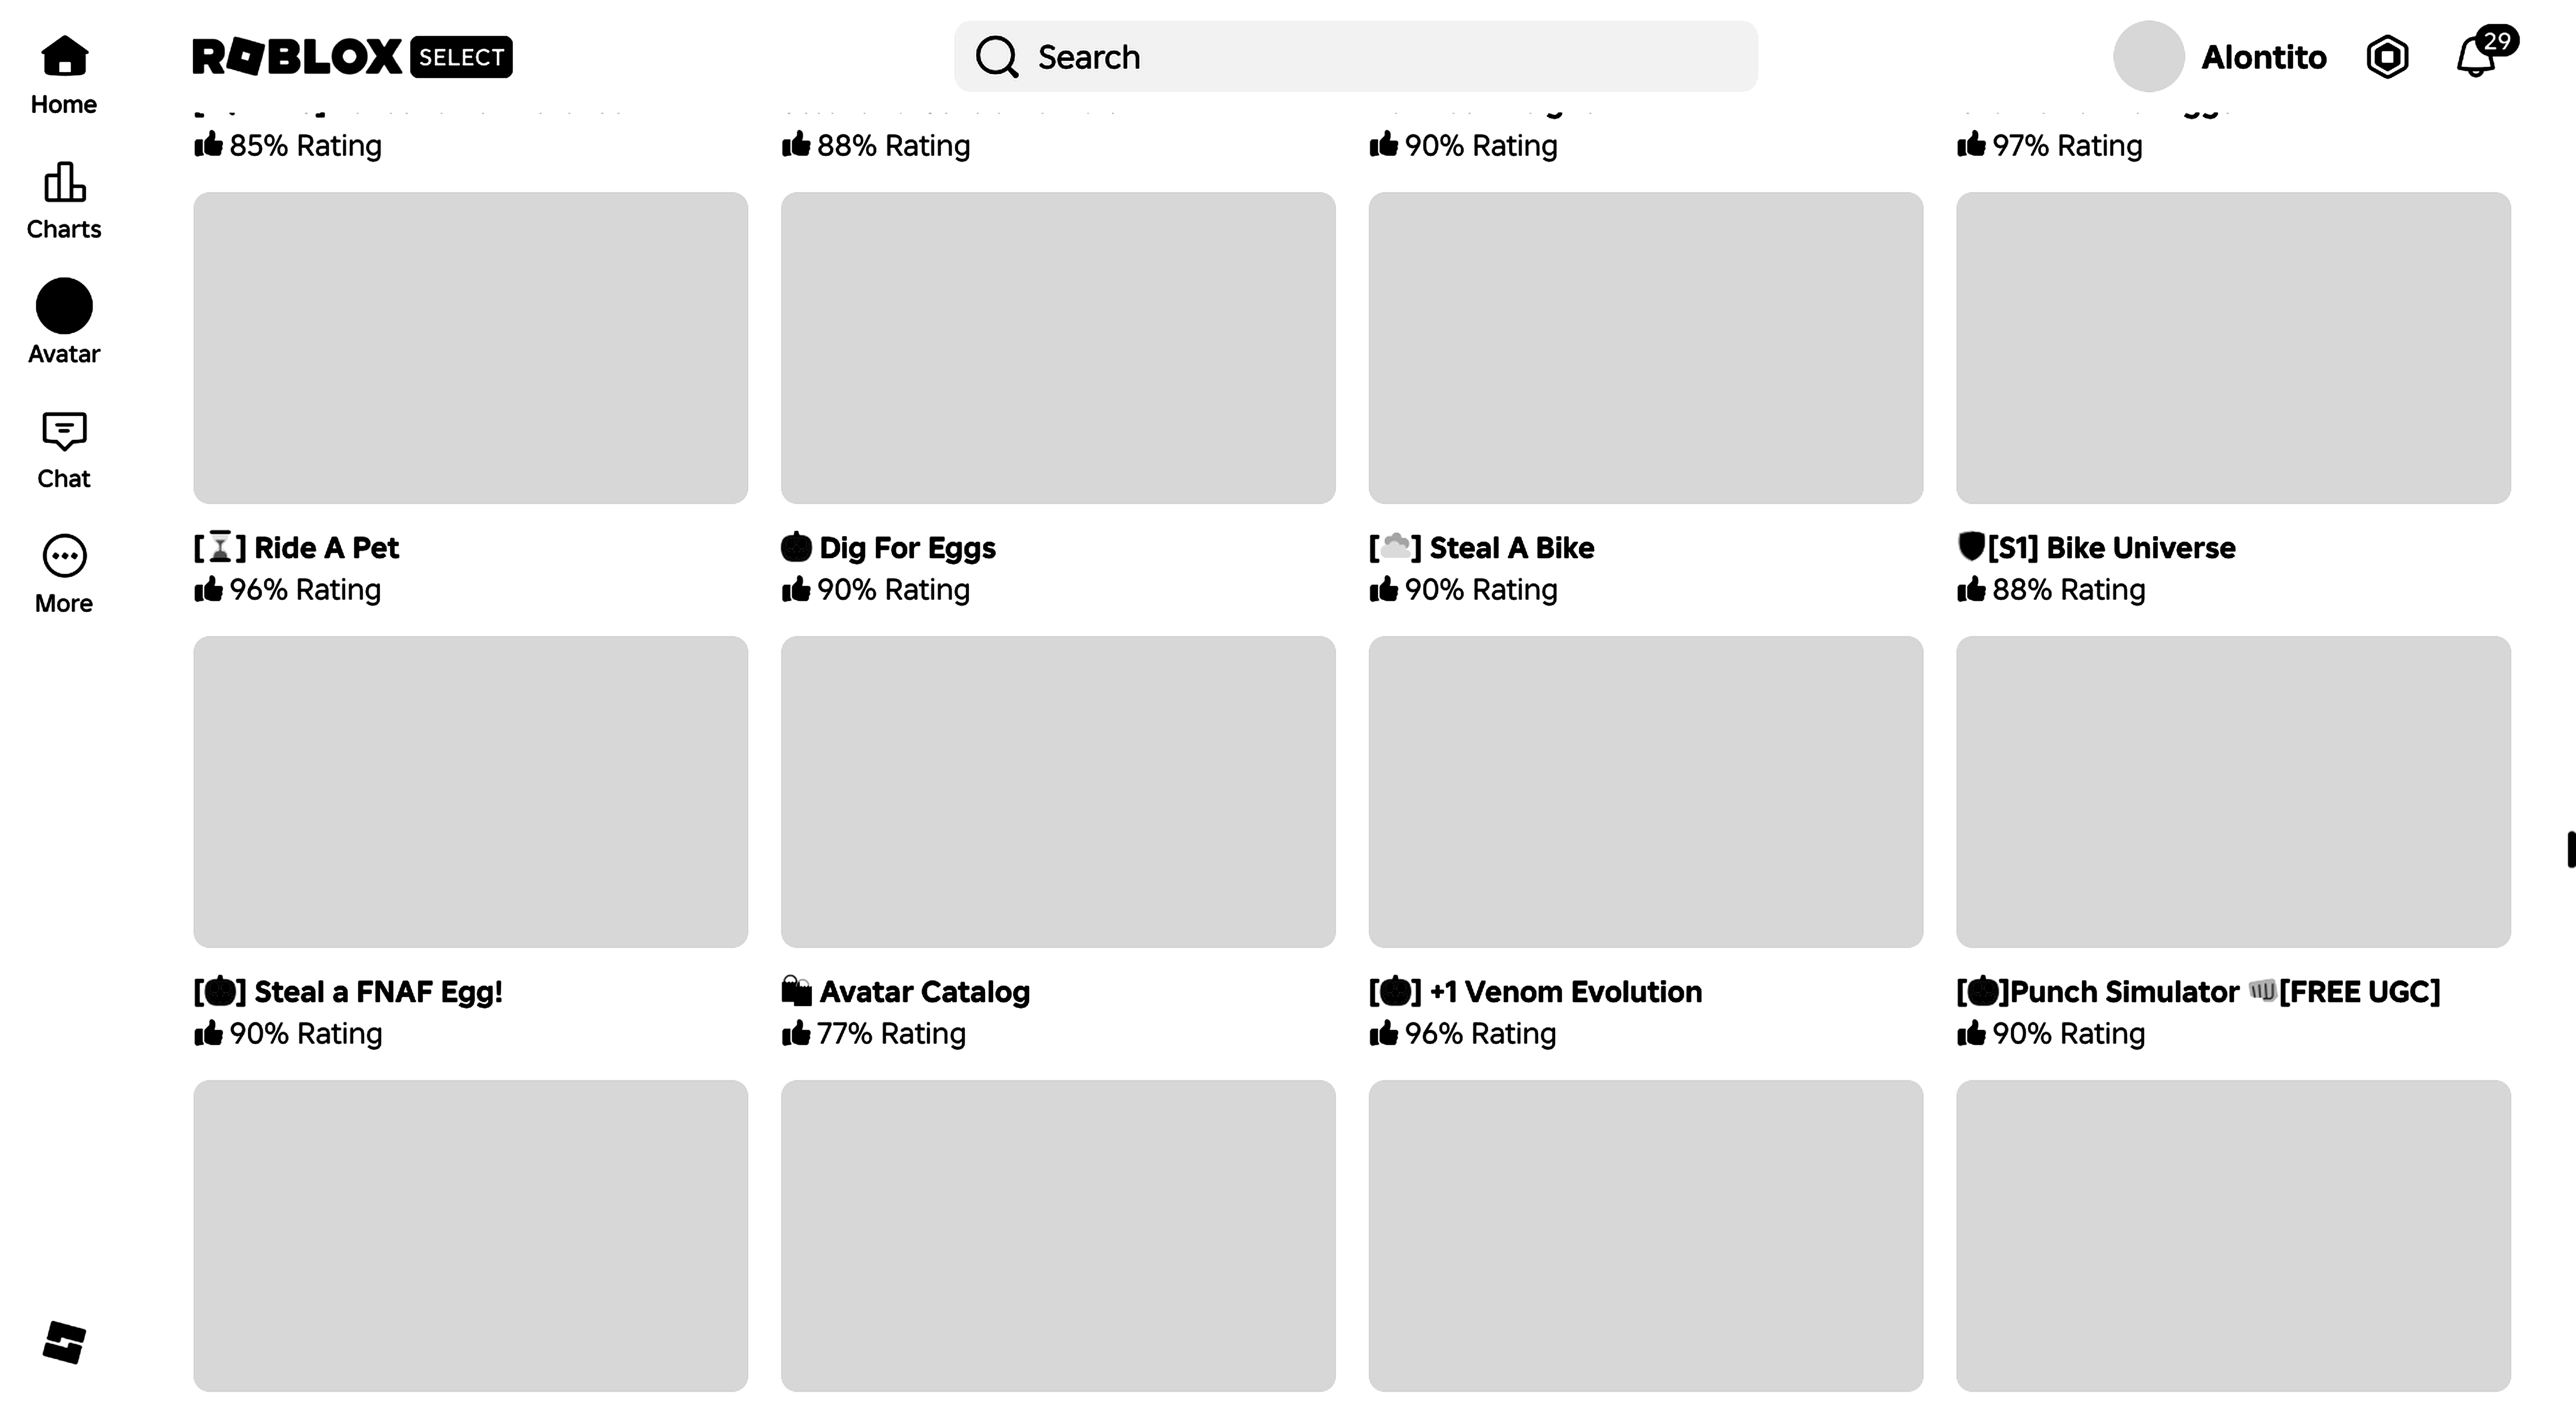 ROBLOX SELECT
Search
Alontito
29
Home
Charts
Avatar
Chat
More
85% Rating
88% Rating
90% Rating
97% Rating
[⏳] Ride A Pet
96% Rating
🎃 Dig For Eggs
90% Rating
[☁️] Steal A Bike
90% Rating
🛡️[S1] Bike Universe
88% Rating
[🎃] Steal a FNAF Egg!
90% Rating
🛍️ Avatar Catalog
77% Rating
[🎃] +1 Venom Evolution
96% Rating
[🎃]Punch Simulator 👊[FREE UGC]
90% Rating